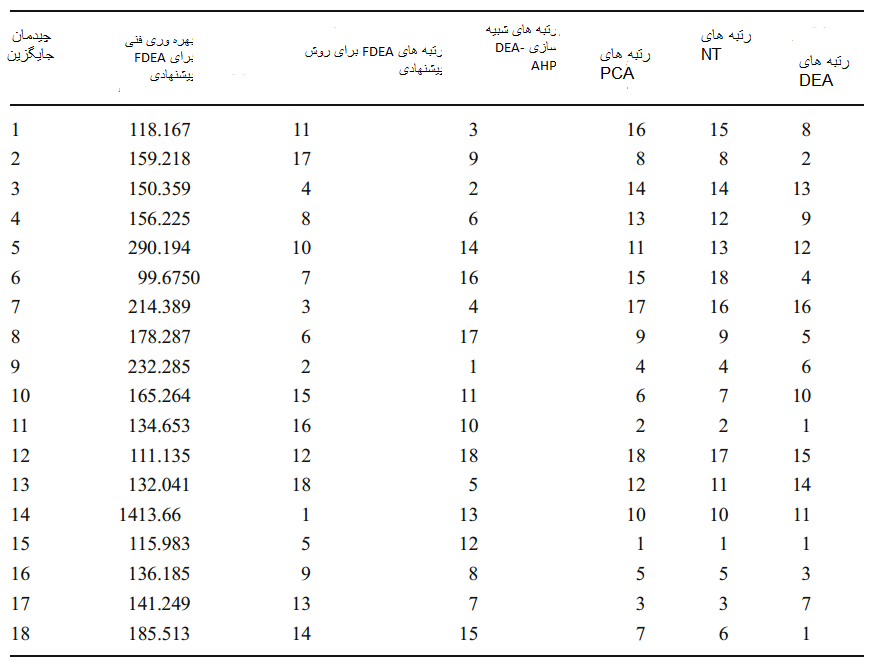 چیدمان جایگزین | بهره وری فنی برای FDEA پیشنهادی | رتبه های FDEA برای روش پیشنهادی | رتبه های شبیه سازی DEA-AHP | رتبه های PCA | رتبه های NT | رتبه های DEA
1 118.167 11 3 16 15 8
2 159.218 17 9 8 8 2
3 150.359 4 2 14 14 13
4 156.225 8 6 13 12 9
5 290.194 10 14 11 13 12
6 99.6750 7 16 15 18 4
7 214.389 3 4 17 16 16
8 178.287 6 17 9 9 5
9 232.285 2 1 4 4 6
10 165.264 15 11 6 7 10
11 134.653 16 10 2 2 1
12 111.135 12 18 18 17 15
13 132.041 18 5 12 11 14
14 1413.66 1 13 10 10 11
15 115.983 5 12 1 1 1
16 136.185 9 8 5 5 3
17 141.249 13 7 3 3 7
18 185.513 14 15 7 6 1